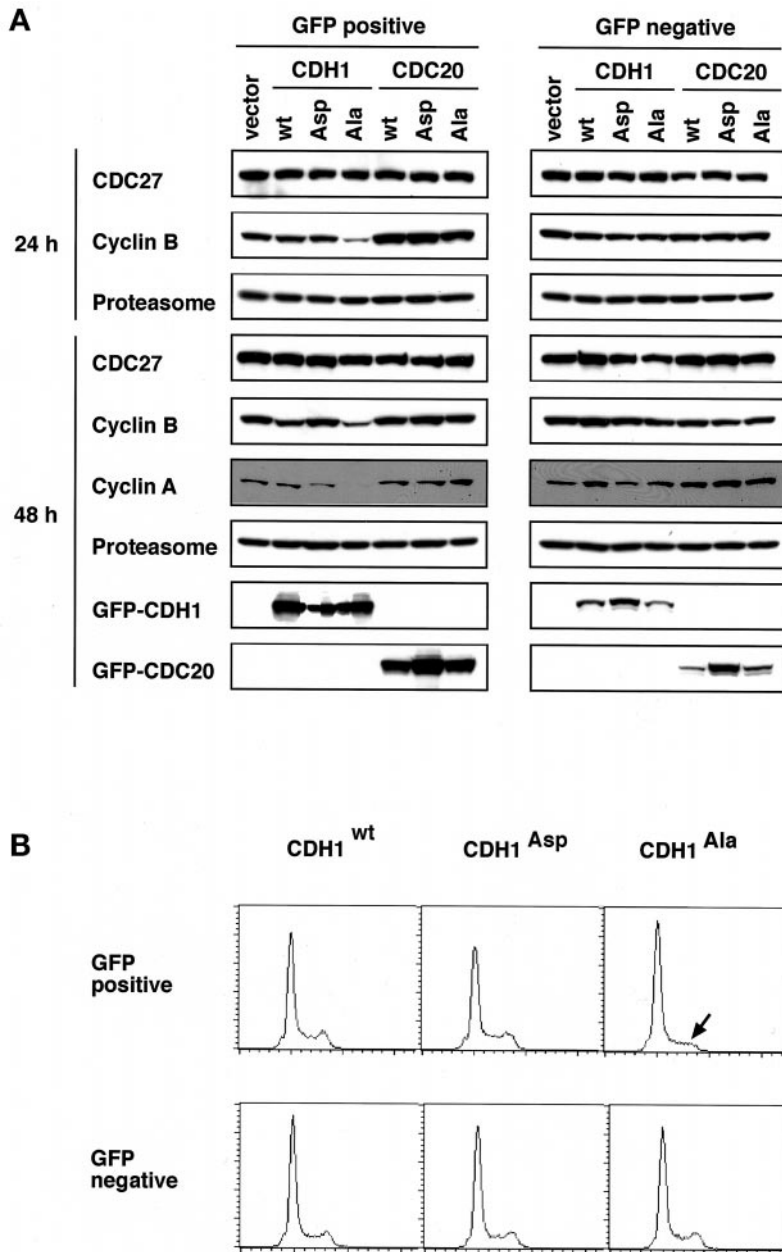 A
GFP positive
GFP negative
CDH1 CDC20
CDH1 CDC20
vector wt Asp Ala wt Asp Ala
vector wt Asp Ala wt Asp Ala
24 h
CDC27
Cyclin B
Proteasome
48 h
CDC27
Cyclin B
Cyclin A
Proteasome
GFP-CDH1
GFP-CDC20
B
CDH1 wt
CDH1 Asp
CDH1 Ala
GFP
positive
GFP
negative